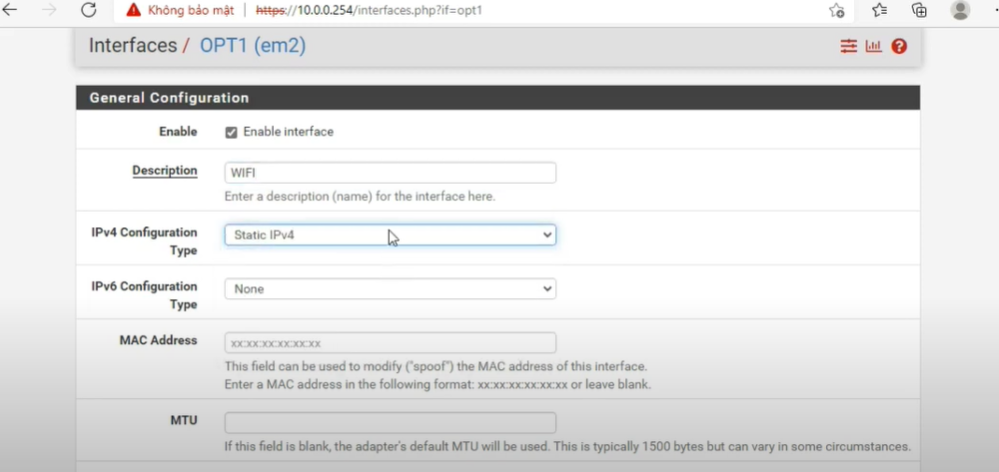 Không bảo mật | https://10.0.0.254/interfaces.php?if=opt1
Interfaces / OPT1 (em2)
General Configuration
Enable Enable interface
Description WIFI
Enter a description (name) for the interface here.
IPv4 Configuration Type Static IPv4
IPv6 Configuration Type None
MAC Address xx:xx:xx:xx:xx:xx
This field can be used to modify ("spoof") the MAC address of this interface.
Enter a MAC address in the following format: xx:xx:xx:xx:xx:xx or leave blank.
MTU
If this field is blank, the adapter's default MTU will be used. This is typically 1500 bytes but can vary in some circumstances.